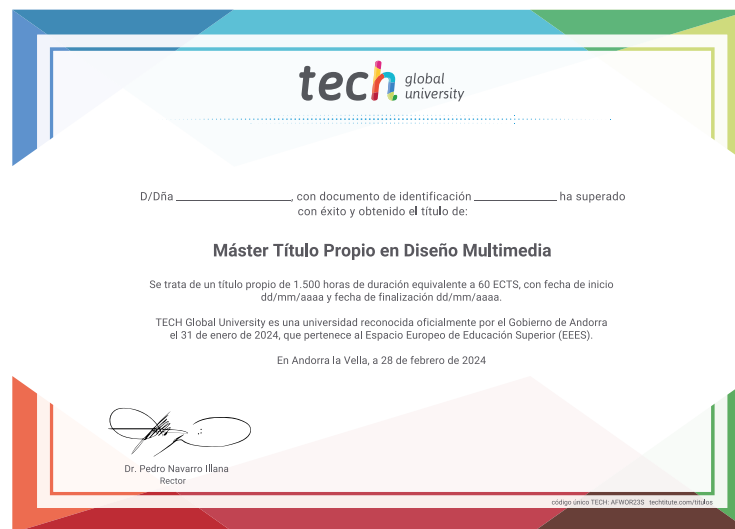 tech global university
D/Dña ____________, con documento de identificación ____________ ha superado
con éxito y obtenido el título de:
Máster Título Propio en Diseño Multimedia
Se trata de un título propio de 1.500 horas de duración equivalente a 60 ECTS, con fecha de inicio
dd/mm/aaaa y fecha de finalización dd/mm/aaaa.
TECH Global University es una universidad reconocida oficialmente por el Gobierno de Andorra
el 31 de enero de 2024, que pertenece al Espacio Europeo de Educación Superior (EEES).
En Andorra la Vella, a 28 de febrero de 2024
Dr. Pedro Navarro Illana
Rector
código único TECH: AFWOR23S techtitute.com/titulos